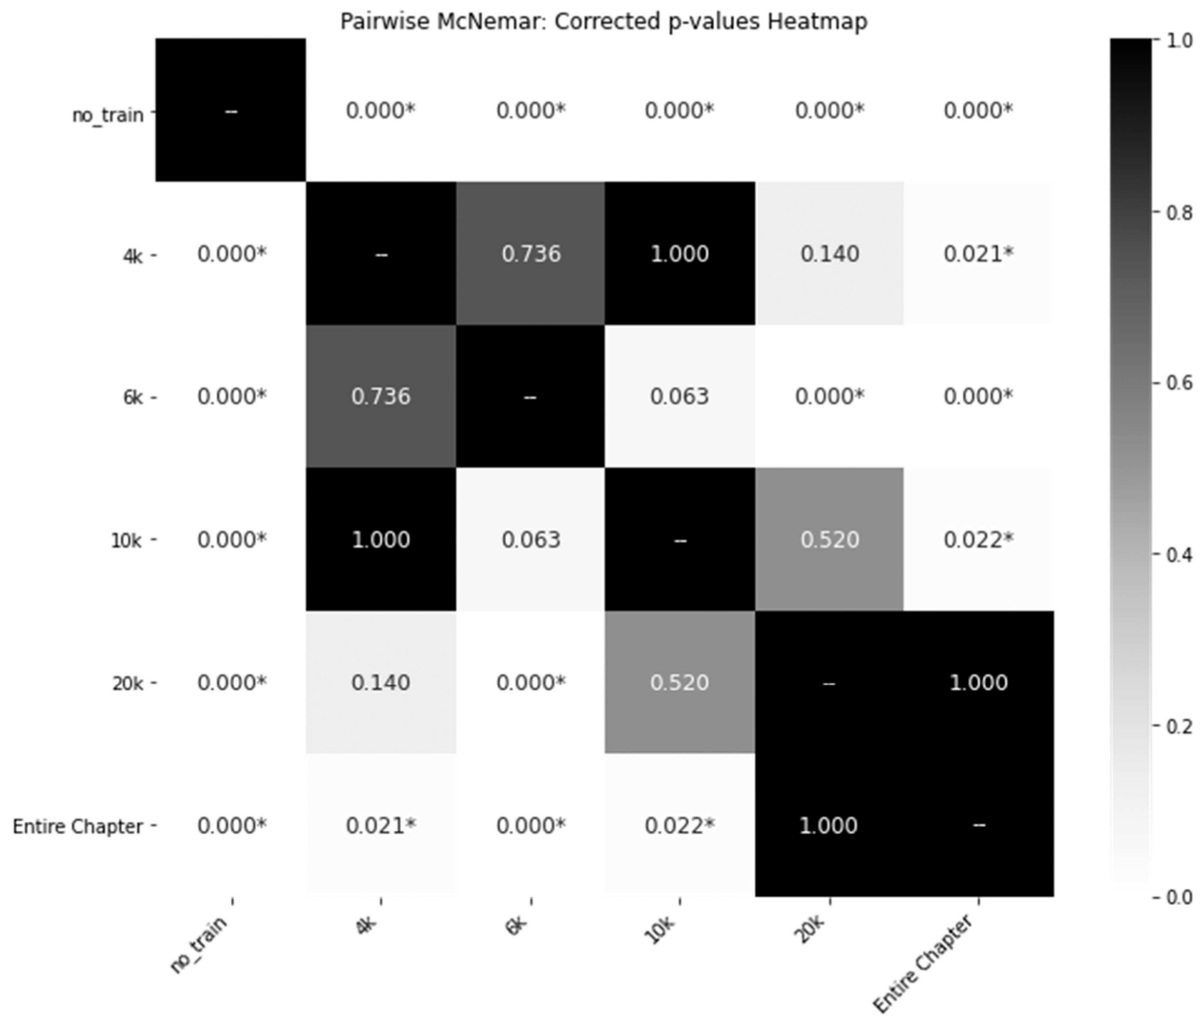 Pairwise McNemar: Corrected p-values Heatmap
no_train -- 0.000* 0.000* 0.000* 0.000* 0.000*
4k 0.000* -- 0.736 1.000 0.140 0.021*
6k 0.000* 0.736 -- 0.063 0.000* 0.000*
10k 0.000* 1.000 0.063 -- 0.520 0.022*
20k 0.000* 0.140 0.000* 0.520 -- 1.000
Entire Chapter 0.000* 0.021* 0.000* 0.022* 1.000 --
no_train 4k 6k 10k 20k Entire Chapter
1.0
0.8
0.6
0.4
0.2
0.0